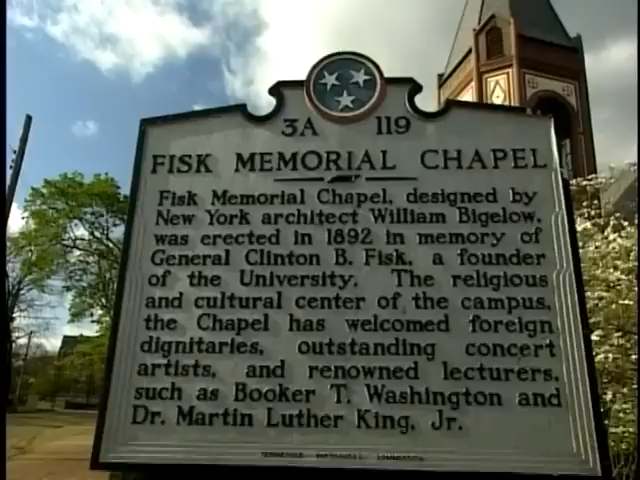 3A 119
FISK MEMORIAL CHAPEL
Fisk Memorial Chapel, designed by
New York architect William Bigelow,
was erected in 1892 in memory of
General Clinton B. Fisk, a founder
of the University. The religious
and cultural center of the campus,
the Chapel has welcomed foreign
dignitaries, outstanding concert
artists, and renowned lecturers,
such as Booker T. Washington and
Dr. Martin Luther King, Jr.
TENNESSEE HISTORICAL COMMISSION